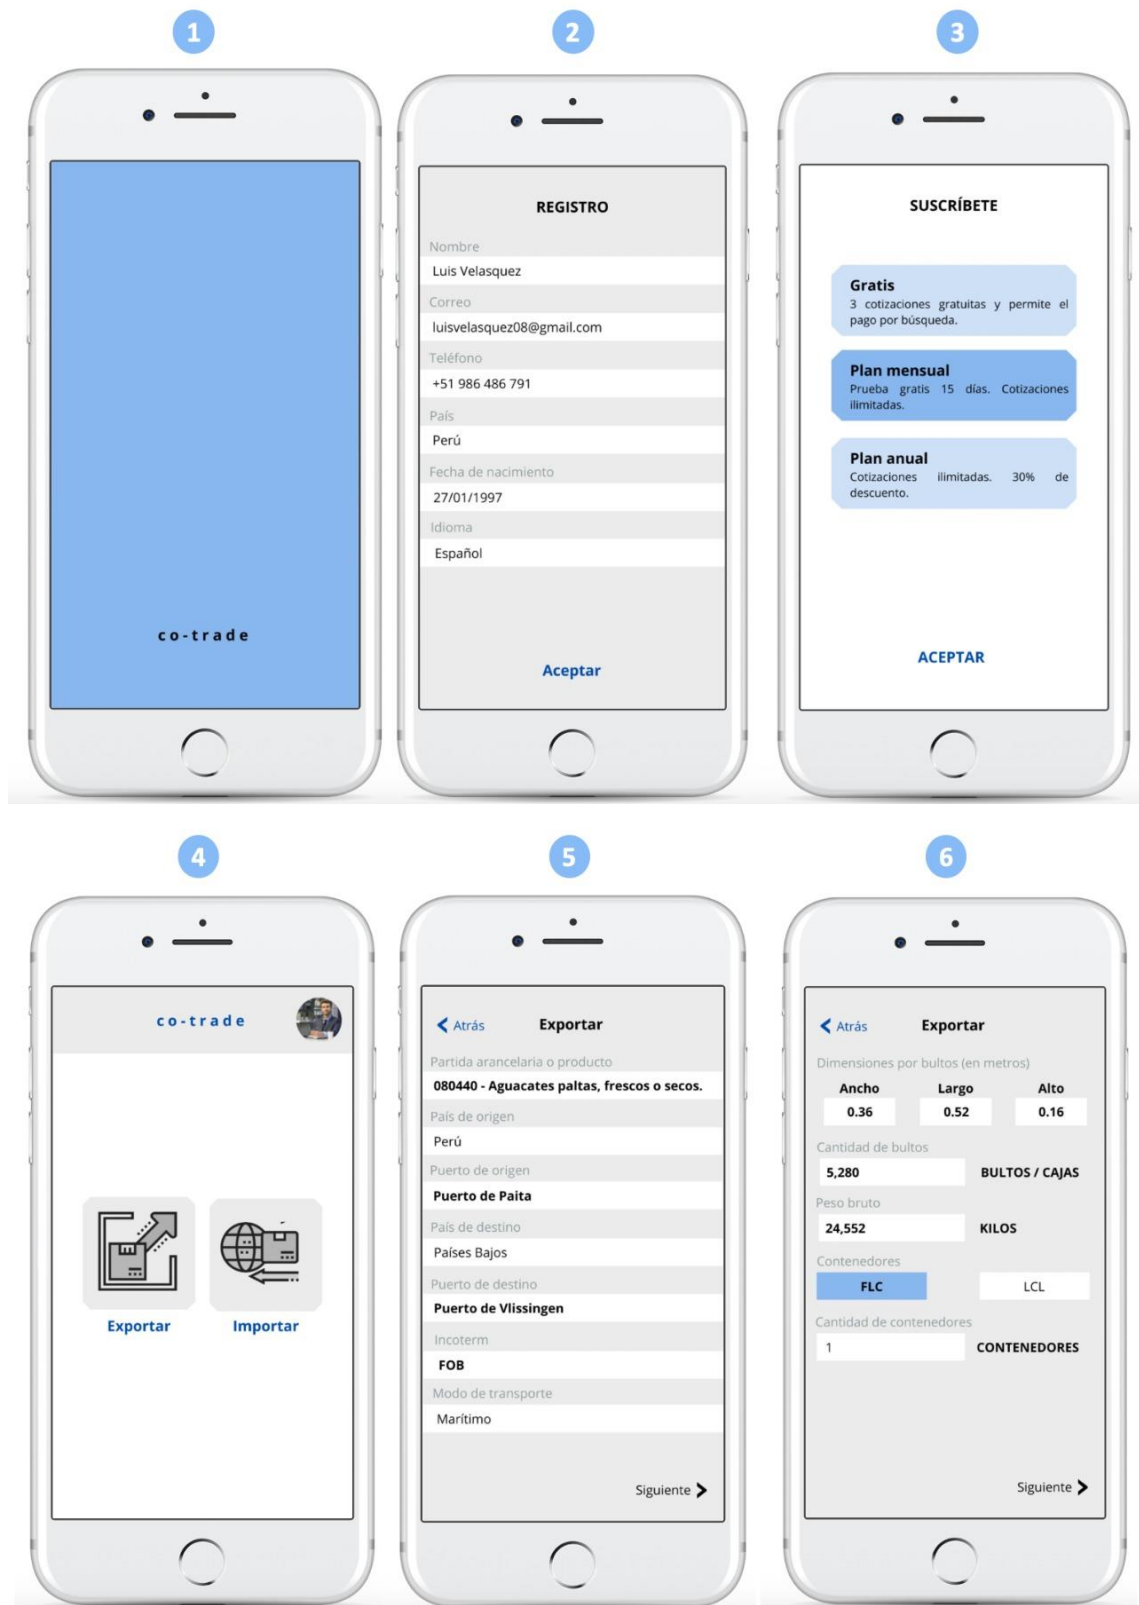 1
2
3
co-trade
REGISTRO
Nombre
Luis Velasquez
Correo
luisvelasquez08@gmail.com
Teléfono
+51 986 486 791
País
Perú
Fecha de nacimiento
27/01/1997
Idioma
Español
Aceptar
SUSCRÍBETE
Gratis
3 cotizaciones gratuitas y permite el
pago por búsqueda.
Plan mensual
Prueba gratis 15 días. Cotizaciones
ilimitadas.
Plan anual
Cotizaciones ilimitadas. 30% de
descuento.
ACEPTAR
4
5
6
co-trade
Exportar Importar
Atrás Exportar
Partida arancelaria o producto
080440 - Aguacates paltas, frescos o secos.
País de origen
Perú
Puerto de origen
Puerto de Paita
País de destino
Países Bajos
Puerto de destino
Puerto de Vlissingen
Incoterm
FOB
Modo de transporte
Marítimo
Siguiente
Atrás Exportar
Dimensiones por bultos (en metros)
Ancho Largo Alto
0.36 0.52 0.16
Cantidad de bultos
5,280 BULTOS / CAJAS
Peso bruto
24,552 KILOS
Contenedores
FLC LCL
Cantidad de contenedores
1 CONTENEDORES
Siguiente